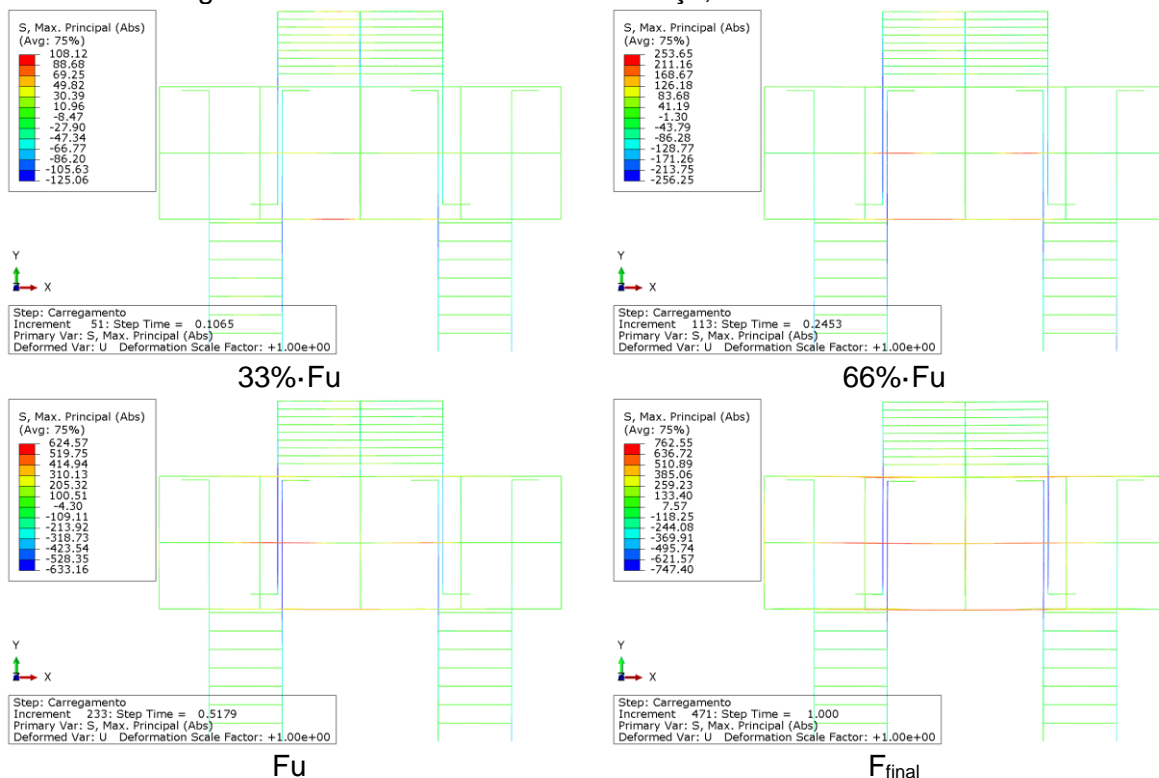 S, Max. Principal (Abs)
(Avg: 75%)
108.12
88.68
69.25
49.82
30.39
10.96
-8.47
-27.90
-47.34
-66.77
-86.20
-105.63
-125.06
Y
X
Step: Carregamento
Increment 51: Step Time = 0.1065
Primary Var: S, Max. Principal (Abs)
Deformed Var: U Deformation Scale Factor: +1.00e+00
33%·Fu
S, Max. Principal (Abs)
(Avg: 75%)
253.65
211.16
168.67
126.18
83.68
41.19
-1.30
-43.79
-86.28
-128.77
-171.26
-213.75
-256.25
Y
X
Step: Carregamento
Increment 113: Step Time = 0.2453
Primary Var: S, Max. Principal (Abs)
Deformed Var: U Deformation Scale Factor: +1.00e+00
66%·Fu
S, Max. Principal (Abs)
(Avg: 75%)
624.57
519.75
414.94
310.13
205.32
100.51
-4.30
-109.11
-213.92
-318.73
-423.54
-528.35
-633.16
Y
X
Step: Carregamento
Increment 233: Step Time = 0.5179
Primary Var: S, Max. Principal (Abs)
Deformed Var: U Deformation Scale Factor: +1.00e+00
Fu
S, Max. Principal (Abs)
(Avg: 75%)
762.55
636.72
510.89
385.06
259.23
133.40
7.57
-118.25
-244.08
-369.91
-495.74
-621.57
-747.40
Y
X
Step: Carregamento
Increment 471: Step Time = 1.000
Primary Var: S, Max. Principal (Abs)
Deformed Var: U Deformation Scale Factor: +1.00e+00
Ffinal